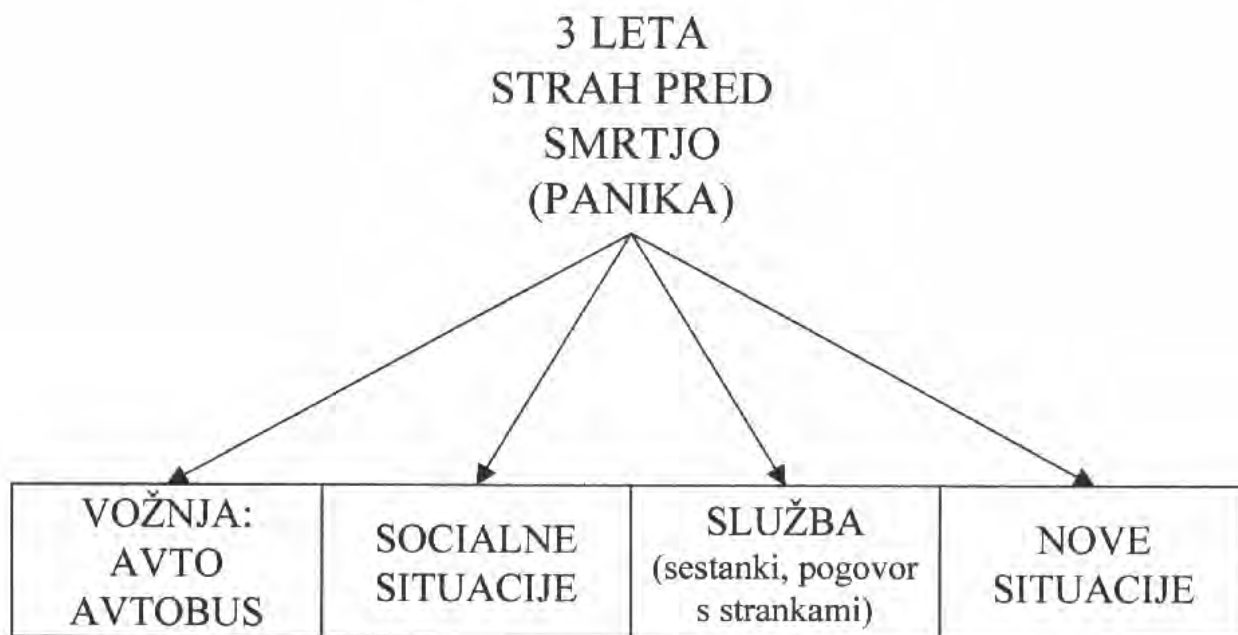 3 LETA
STRAH PRED
SMRTJO
(PANIKA)
VOŽNJA:
AVTO
AVTOBUS
SOCIALNE
SITUACIJE
SLUŽBA
(sestanki, pogovor
s strankami)
NOVE
SITUACIJE